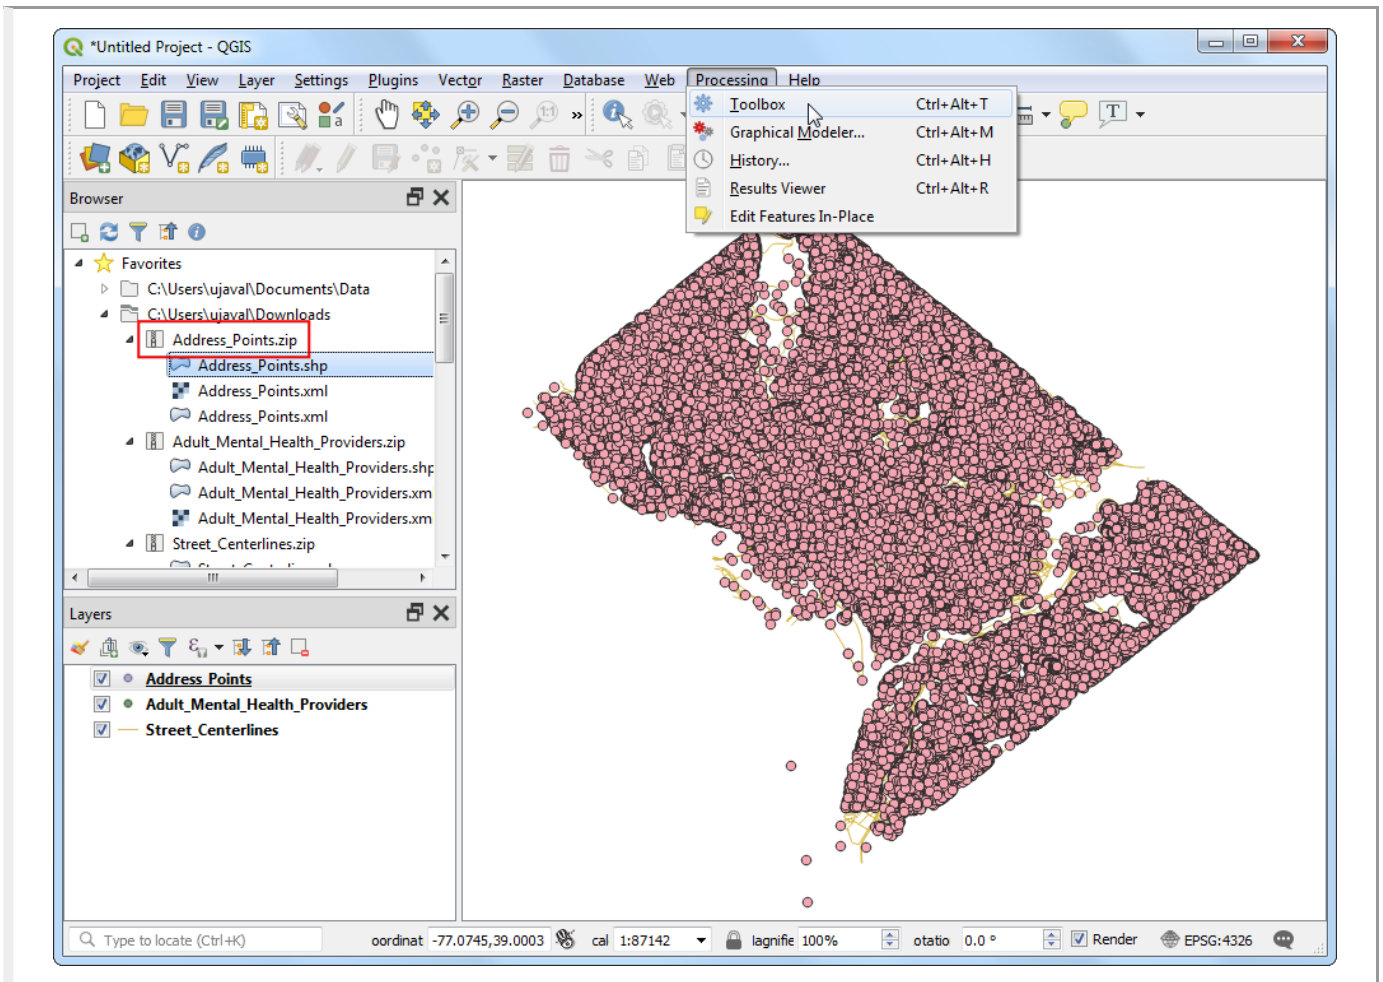 *Untitled Project - QGIS
Project Edit View Layer Settings Plugins Vector Raster Database Web Processing Help
Toolbox Ctrl+Alt+T
Graphical Modeler... Ctrl+Alt+M
History... Ctrl+Alt+H
Results Viewer Ctrl+Alt+R
Edit Features In-Place
Browser
Favorites
C:\Users\ujaval\Documents\Data
C:\Users\ujaval\Downloads
Address_Points.zip
Address_Points.shp
Address_Points.xml
Address_Points.xml
Adult_Mental_Health_Providers.zip
Adult_Mental_Health_Providers.shp
Adult_Mental_Health_Providers.xm
Adult_Mental_Health_Providers.xm
Street_Centerlines.zip
Layers
Address Points
Adult_Mental_Health_Providers
Street_Centerlines
Type to locate (Ctrl+K) oordinat -77.0745,39.0003 cal 1:87142 lagnifie 100% otatio 0.0 ° Render EPSG:4326